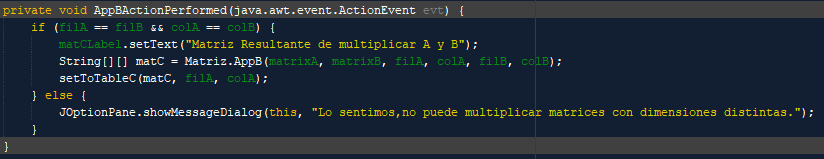 private void AppBActionPerformed(java.awt.event.ActionEvent evt) {
    if (filA == filB && colA == colB) {
        matCLabel.setText("Matriz Resultante de multiplicar A y B");
        String[][] matC = Matriz.AppB(matrixA, matrixB, filA, colA, filB, colB);
        setToTableC(matC, filA, colA);
    } else {
        JOptionPane.showMessageDialog(this, "Lo sentimos,no puede multiplicar matrices con dimensiones distintas.");
    }
}